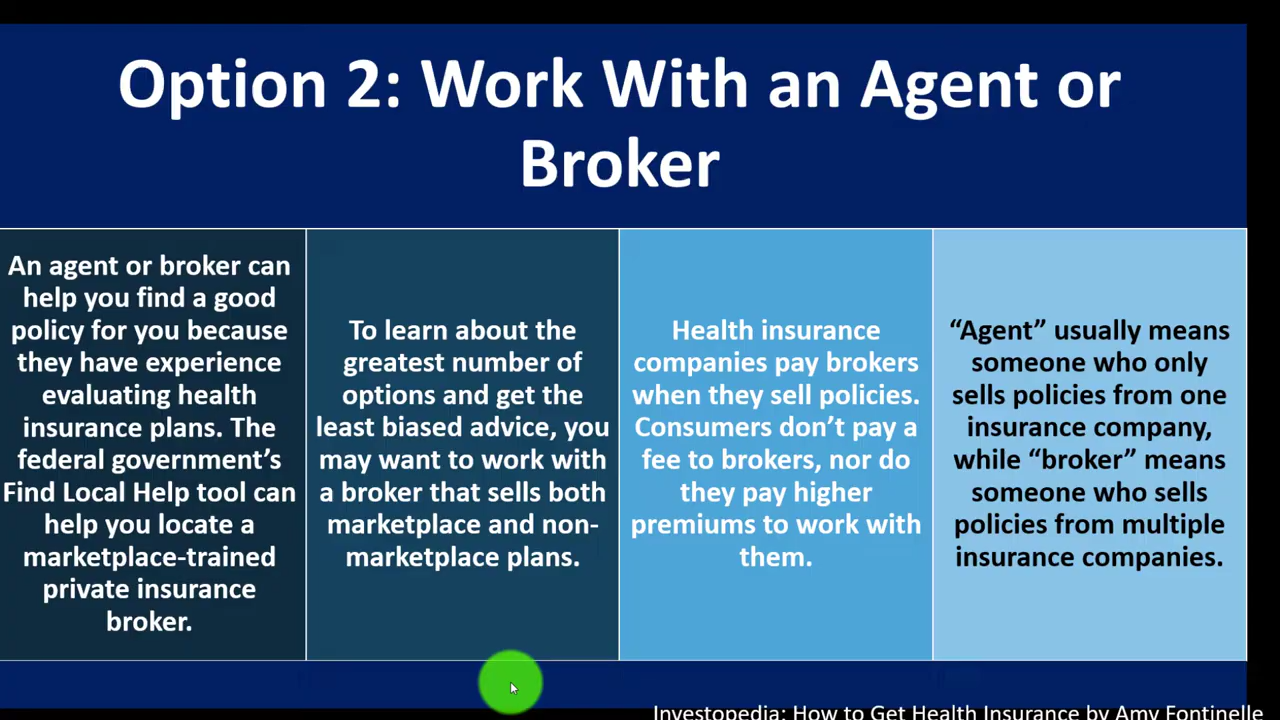 Option 2: Work With an Agent or
Broker
An agent or broker can
help you find a good
policy for you because
they have experience
evaluating health
insurance plans. The
federal government’s
Find Local Help tool can
help you locate a
marketplace-trained
private insurance
broker.
To learn about the
greatest number of
options and get the
least biased advice, you
may want to work with
a broker that sells both
marketplace and non-
marketplace plans.
Health insurance
companies pay brokers
when they sell policies.
Consumers don’t pay a
fee to brokers, nor do
they pay higher
premiums to work with
them.
“Agent” usually means
someone who only
sells policies from one
insurance company,
while “broker” means
someone who sells
policies from multiple
insurance companies.
Investopedia: How to Get Health Insurance by Amy Fontinelle